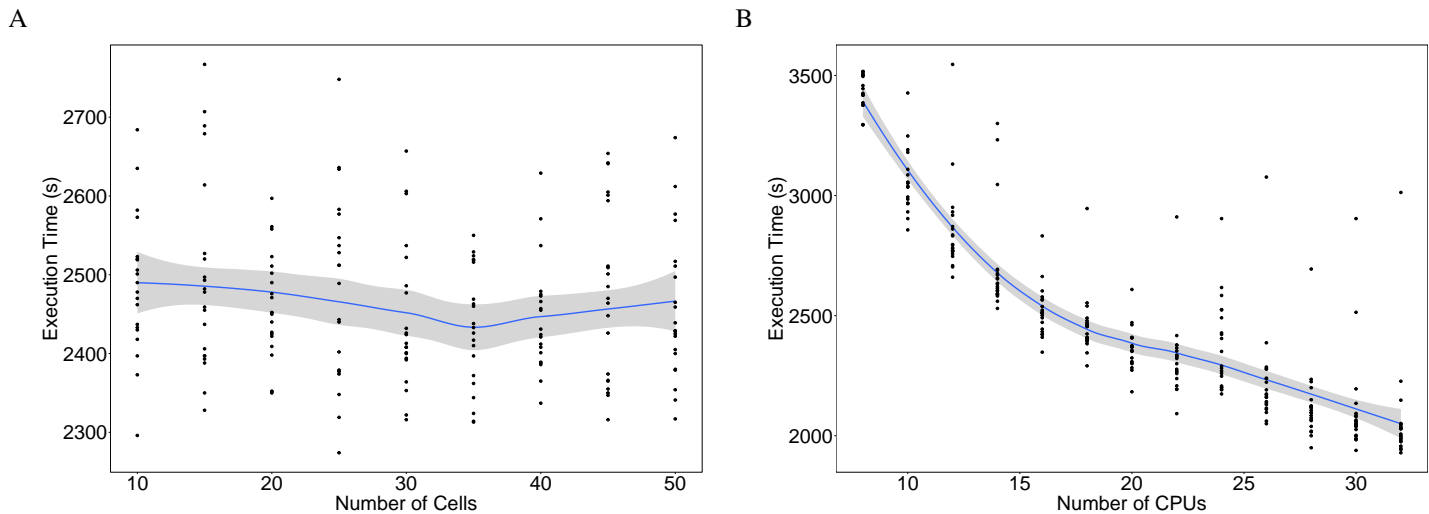 A
B
Execution Time (s)
2700
2600
2500
2400
2300
10 20 30 40 50
Number of Cells
Execution Time (s)
3500
3000
2500
2000
10 15 20 25 30
Number of CPUs